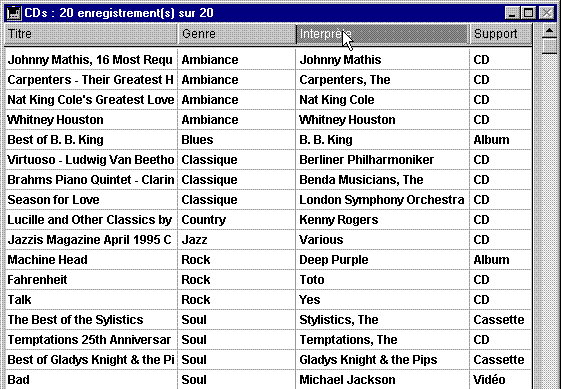 CDs : 20 enregistrement(s) sur 20
Titre Genre Interprète Support
Johnny Mathis, 16 Most Requ Ambiance Johnny Mathis CD
Carpenters - Their Greatest H Ambiance Carpenters, The CD
Nat King Cole's Greatest Love Ambiance Nat King Cole CD
Whitney Houston Ambiance Whitney Houston CD
Best of B. B. King Blues B. B. King Album
Virtuoso - Ludwig Van Beetho Classique Berliner Philharmoniker CD
Brahms Piano Quintet - Clarin Classique Benda Musicians, The CD
Season for Love Classique London Symphony Orchestra CD
Lucille and Other Classics by Country Kenny Rogers CD
Jazzis Magazine April 1995 C Jazz Various CD
Machine Head Rock Deep Purple Album
Fahrenheit Rock Toto CD
Talk Rock Yes CD
The Best of the Sylistics Soul Stylistics, The Cassette
Temptations 25th Anniversar Soul Temptations, The CD
Best of Gladys Knight & the Pi Soul Gladys Knight & the Pips Cassette
Bad Soul Michael Jackson Vidéo